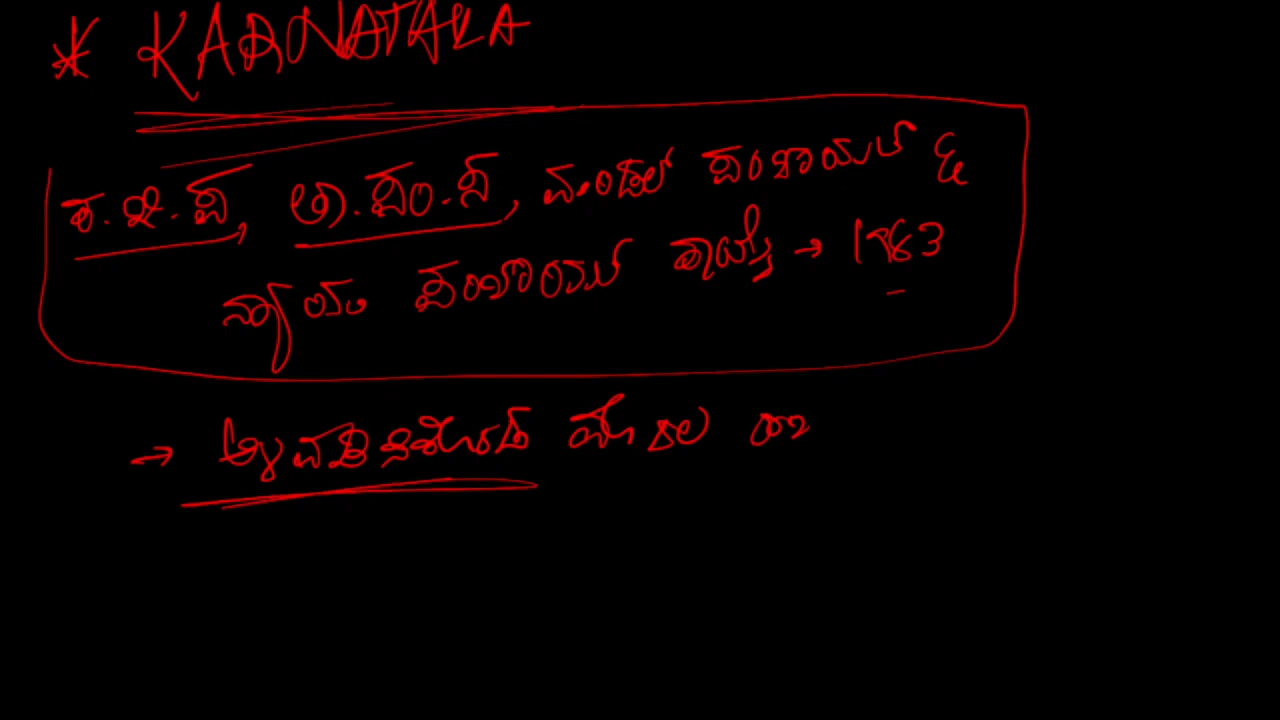 * KARNATAKA
ಕ.ಜಿ.ಪ, ತಾ.ಪಂ.ಸ, ಮಂಡಲ್ ಪಂಚಾಯತ್ &
ನ್ಯಾಯ ಪಂಚಾಯತ್ ಕಾಯ್ದೆ → 1983
→